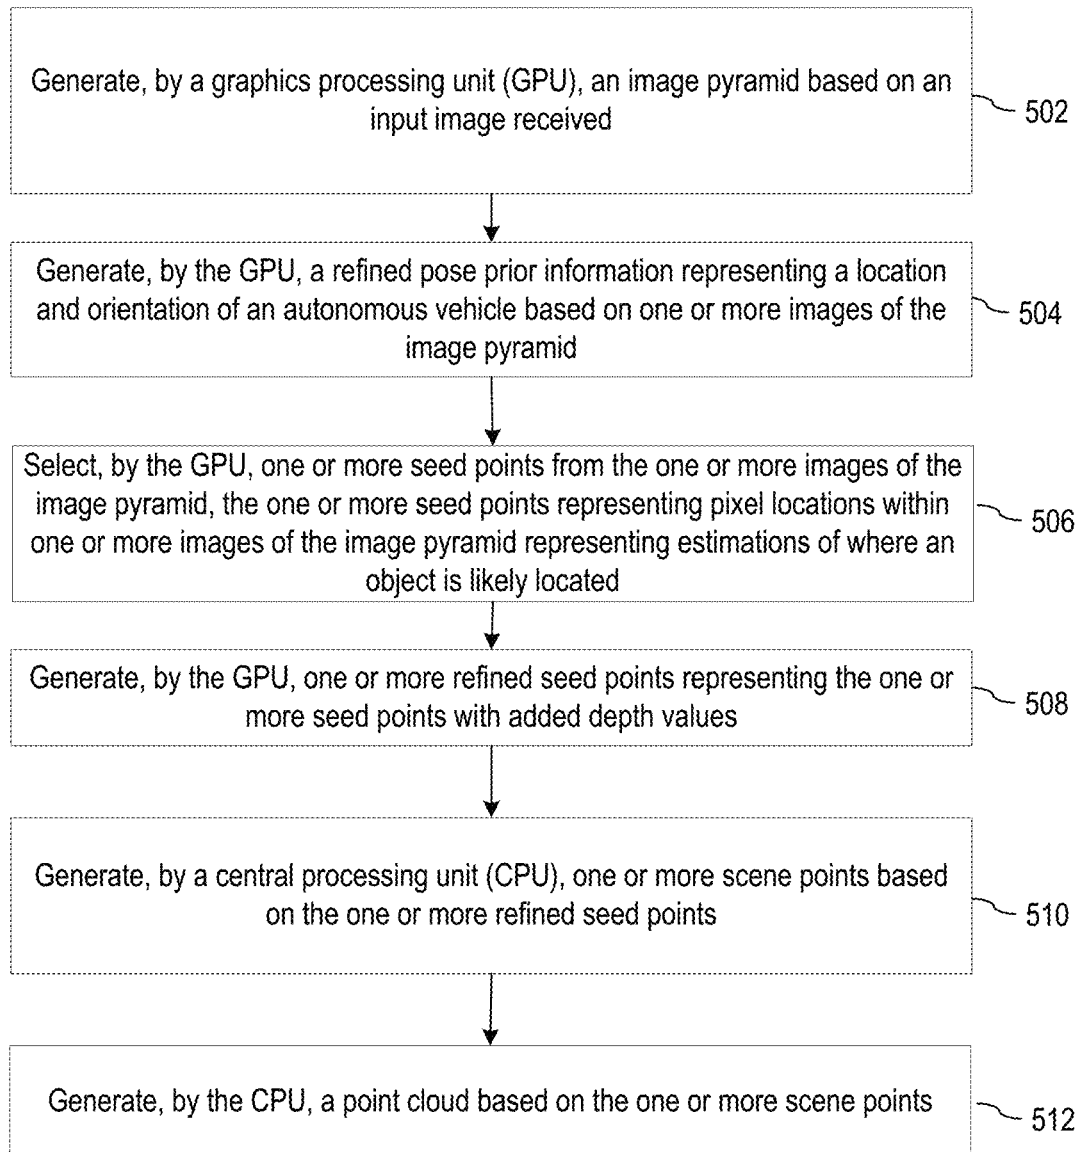 Generate, by a graphics processing unit (GPU), an image pyramid based on an
input image received
502
Generate, by the GPU, a refined pose prior information representing a location
and orientation of an autonomous vehicle based on one or more images of the
image pyramid
504
Select, by the GPU, one or more seed points from the one or more images of the
image pyramid, the one or more seed points representing pixel locations within
one or more images of the image pyramid representing estimations of where an
object is likely located
506
Generate, by the GPU, one or more refined seed points representing the one or
more seed points with added depth values
508
Generate, by a central processing unit (CPU), one or more scene points based
on the one or more refined seed points
510
Generate, by the CPU, a point cloud based on the one or more scene points
512